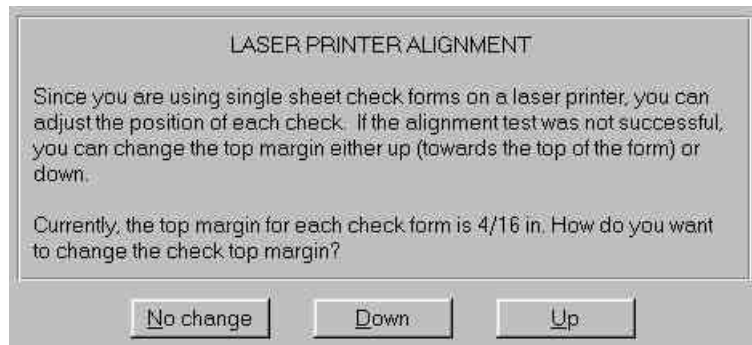 LASER PRINTER ALIGNMENT
Since you are using single sheet check forms on a laser printer, you can
adjust the position of each check. If the alignment test was not successful,
you can change the top margin either up (towards the top of the form) or
down.
Currently, the top margin for each check form is 4/16 in. How do you want
to change the check top margin?
No change Down Up